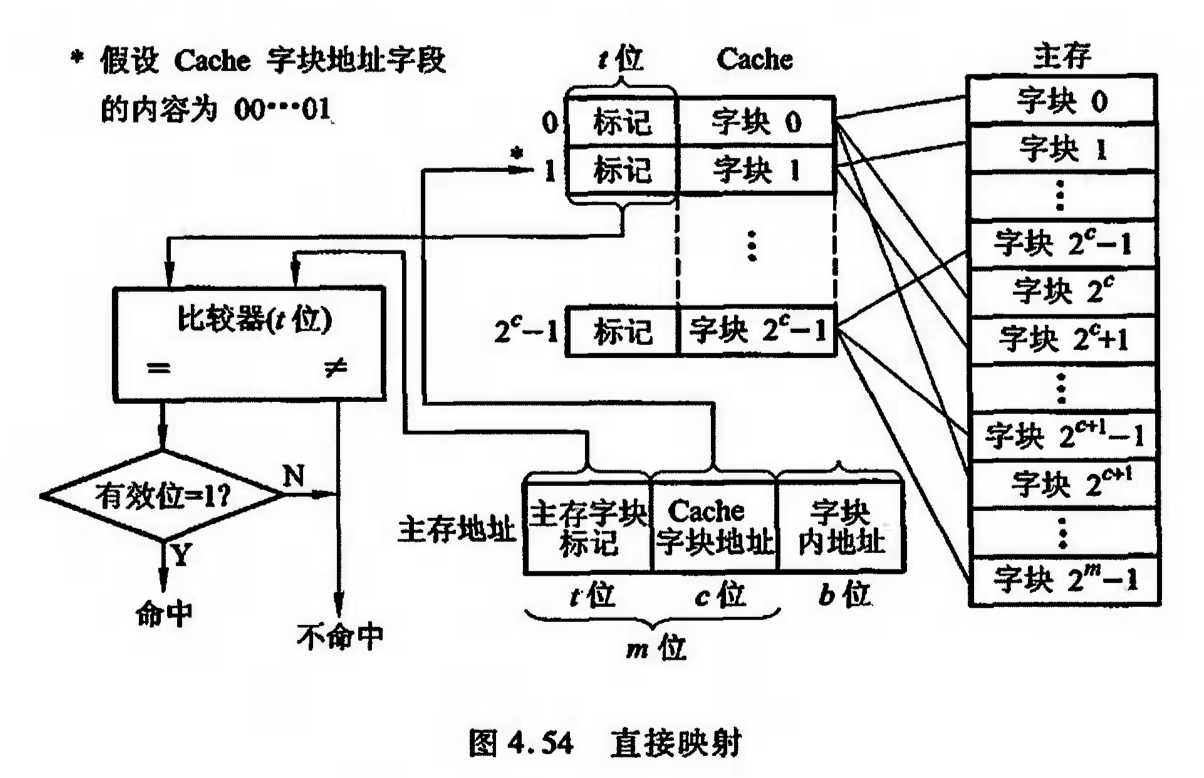 * 假设 Cache 字块地址字段
的内容为 00···01
t 位 Cache 主存
0 标记 字块 0
* 1 标记 字块 1
⋮
2^c−1 标记 字块 2^c−1
字块 0
字块 1
⋮
字块 2^c−1
字块 2^c
字块 2^c+1
⋮
字块 2^{c+1}−1
字块 2^{c+1}
⋮
字块 2^m−1
比较器(t 位)
= ≠
有效位=1?
N
Y
命中
不命中
主存地址
主存字块
标记
Cache
字块地址
字块
内地址
t 位 c 位 b 位
m 位
图 4.54 直接映射